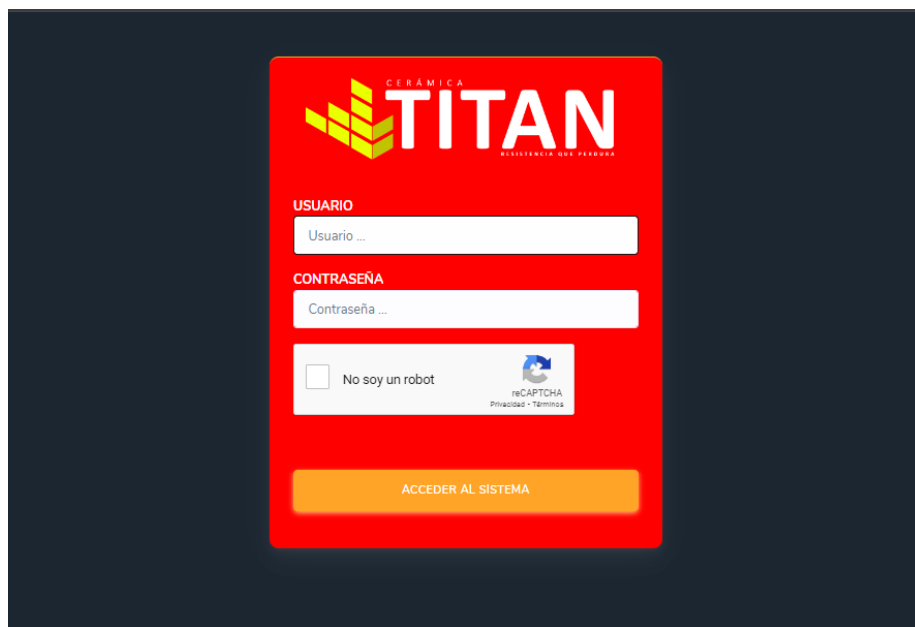 CERÁMICA
TITAN
RESISTENCIA QUE PERDURA
USUARIO
Usuario ...
CONTRASEÑA
Contraseña ...
No soy un robot
reCAPTCHA
Privacidad - Términos
ACCEDER AL SISTEMA